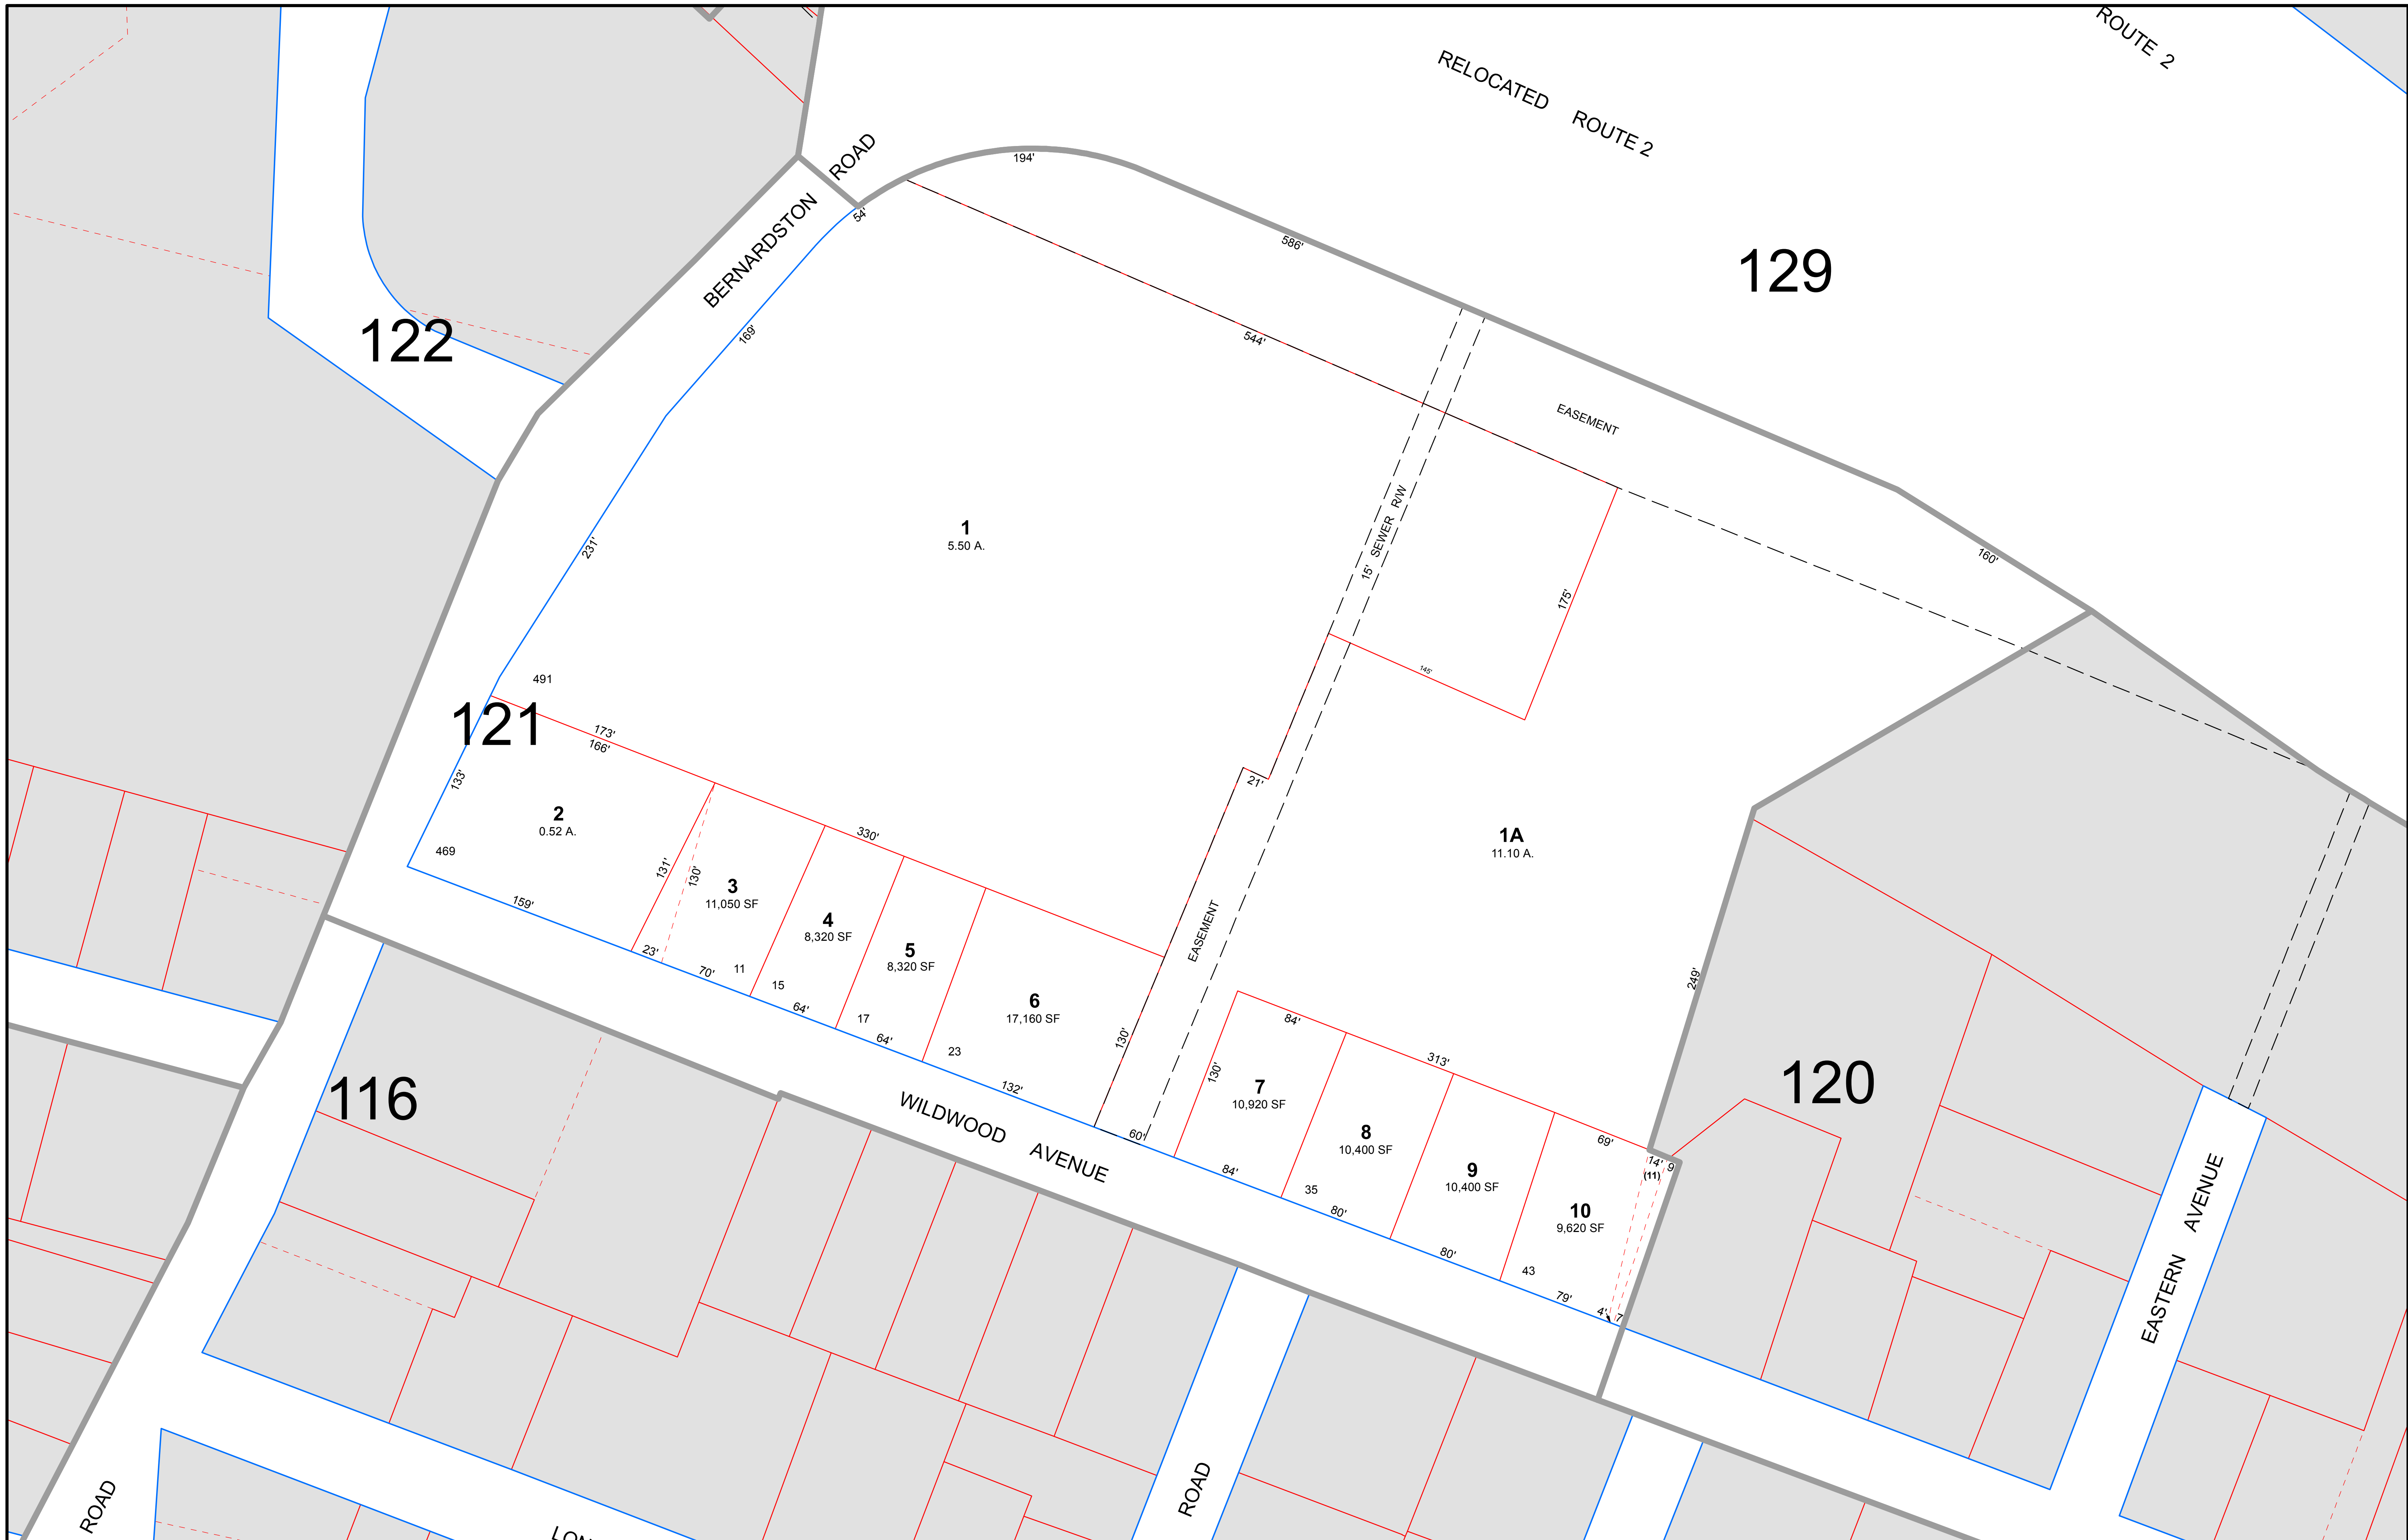 ROUTE 2
RELOCATED ROUTE 2
BERNARDSTON ROAD
194'
54'
586'
129
122
169'
544'
EASEMENT
1
5.50 A.
15' SEWER R/W
231'
175'
160'
145'
491
121
173'
166'
133'
21'
2
0.52 A.
469
330'
1A
11.10 A.
131'
130'
3
11,050 SF
4
8,320 SF
5
8,320 SF
159'
EASEMENT
23'
70'
11
15
64'
17
64'
23
6
17,160 SF
132'
130'
249'
84'
313'
130'
7
10,920 SF
8
10,400 SF
9
10,400 SF
10
9,620 SF
69'
14'
9
(11)
60'
84'
35
80'
80'
43
79'
4'
7
116
120
WILDWOOD AVENUE
EASTERN AVENUE
ROAD
ROAD